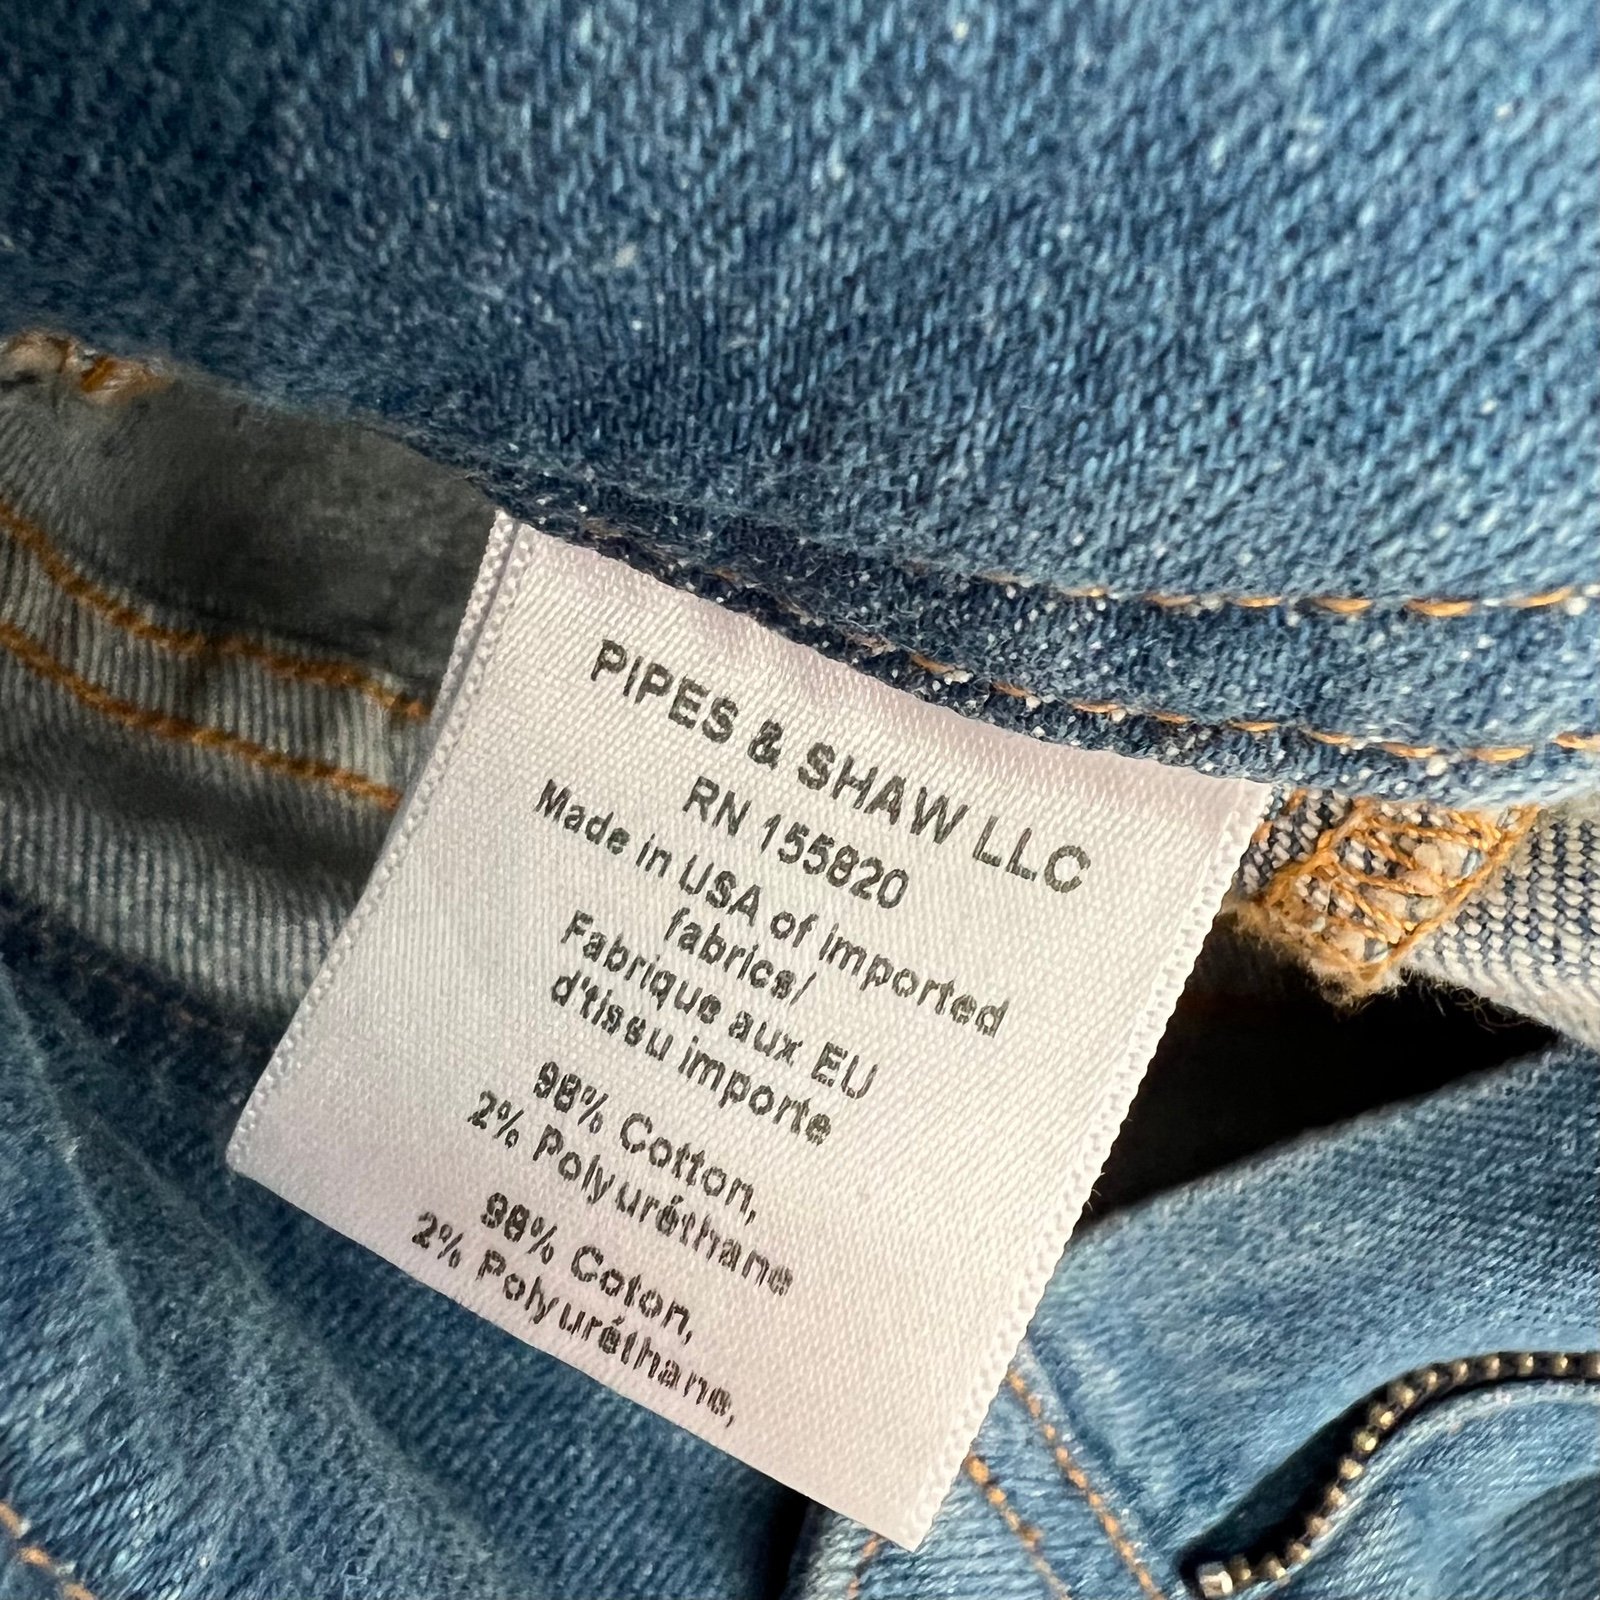 PIPES & SHAW LLC
RN 155820
Made in USA of imported
fabrics/
Fabrique aux EU
d'tissu importe
98% Cotton,
2% Polyuréthane
98% Coton,
2% Polyuréthane,